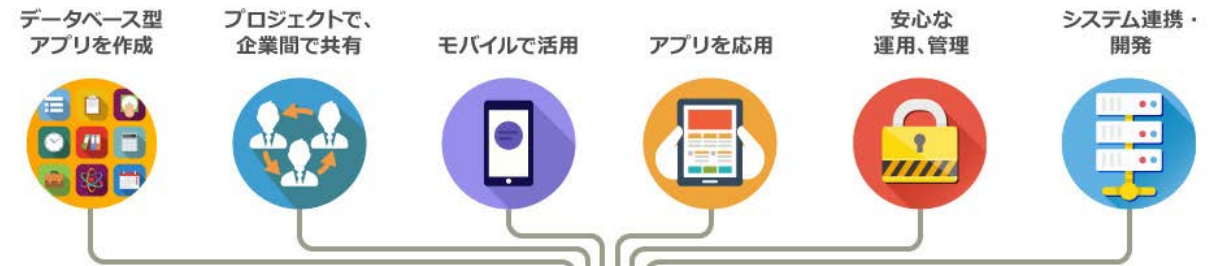 データベース型
アプリを作成
プロジェクトで、
企業間で共有
モバイルで活用
アプリを応用
安心な
運用、管理
システム連携・
開発